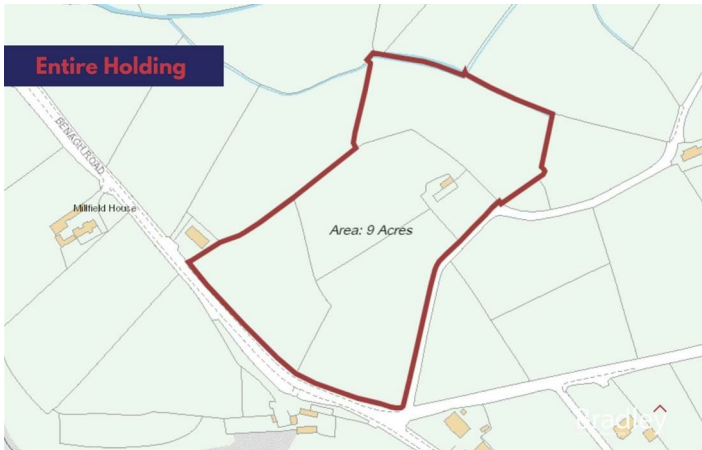 Entire Holding
BENAGH ROAD
Millfield House
Area: 9 Acres
Bradley